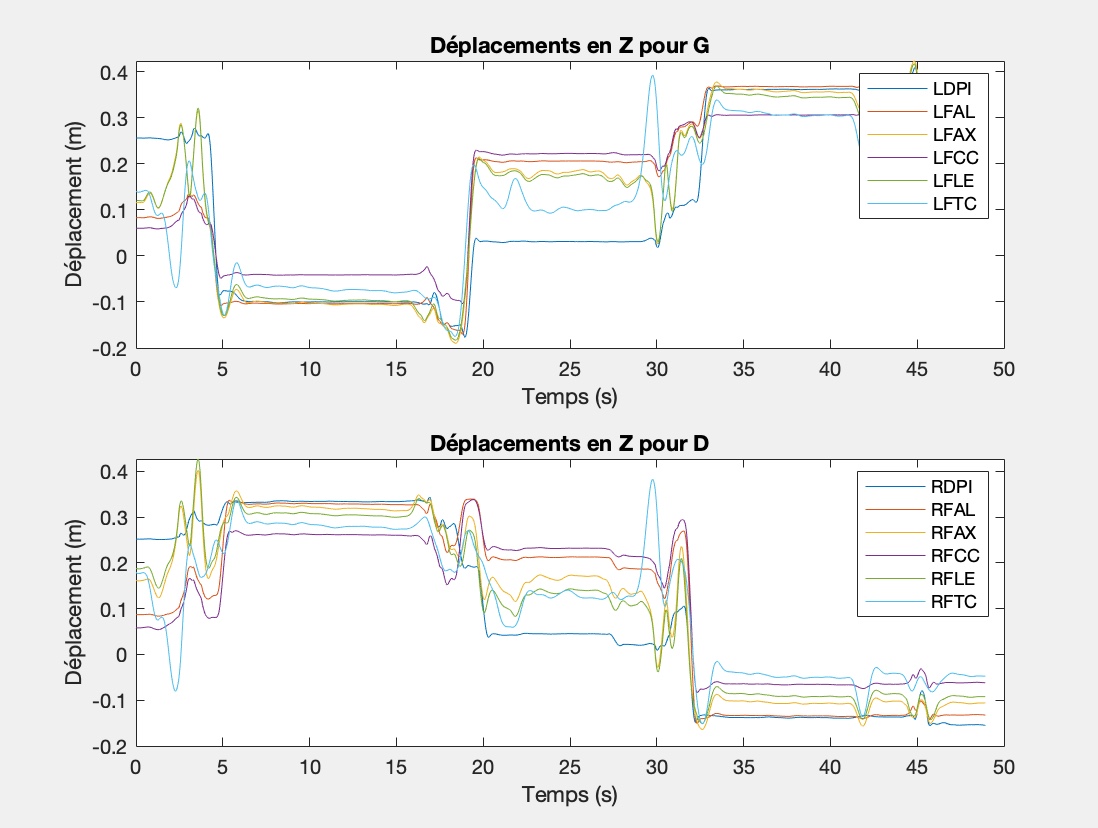 Déplacements en Z pour G
Déplacement (m)
0.4
0.3
0.2
0.1
0
-0.1
-0.2
0 5 10 15 20 25 30 35 40 45 50
Temps (s)
LDPI
LFAL
LFAX
LFCC
LFLE
LFTC
Déplacements en Z pour D
Déplacement (m)
0.4
0.3
0.2
0.1
0
-0.1
-0.2
0 5 10 15 20 25 30 35 40 45 50
Temps (s)
RDPI
RFAL
RFAX
RFCC
RFLE
RFTC